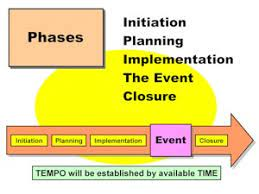 Phases
Initiation
Planning
Implementation
The Event
Closure
Initiation Planning Implementation Event Closure
TEMPO will be established by available TIME